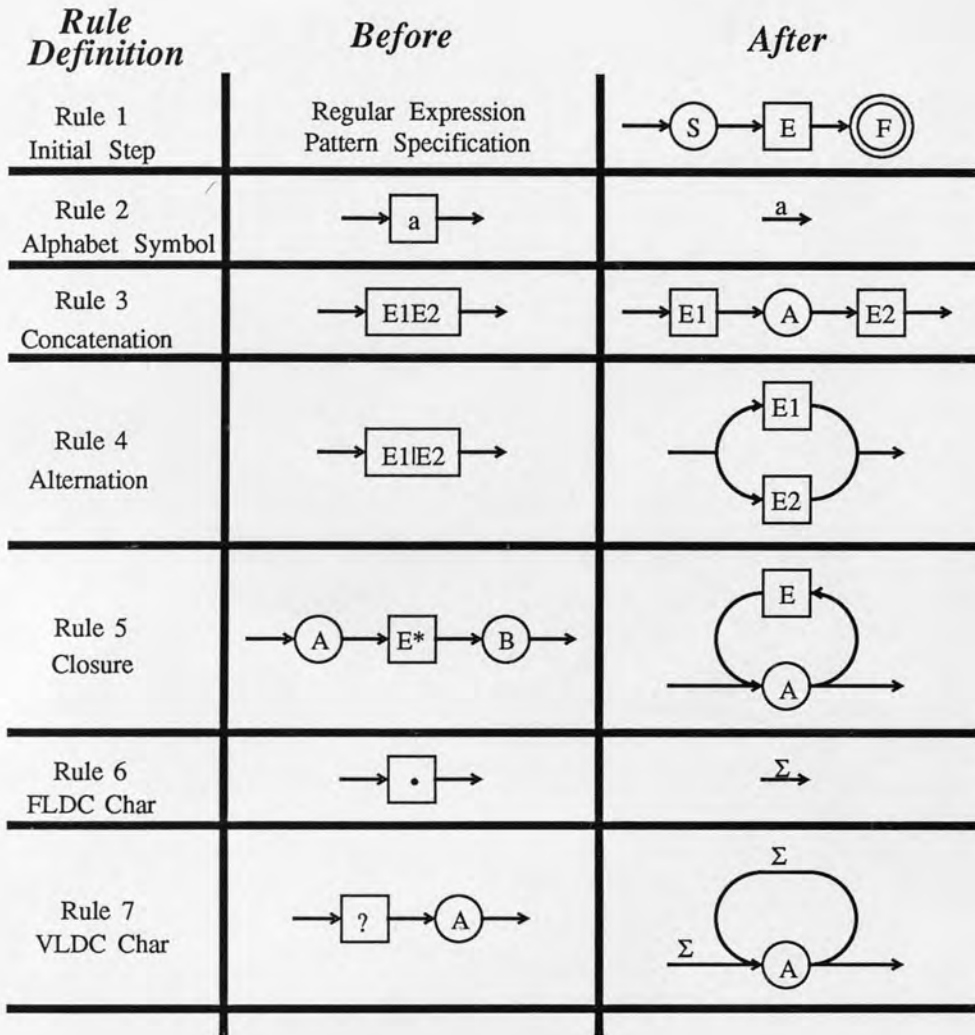 Rule
Definition
Before
After
Rule 1
Initial Step
Regular Expression
Pattern Specification
S
E
F
Rule 2
Alphabet Symbol
a
a
Rule 3
Concatenation
E1E2
E1
A
E2
Rule 4
Alternation
E1||E2
E1
E2
Rule 5
Closure
A
E*
B
E
A
Rule 6
FLDC Char
•
Σ
Rule 7
VLDC Char
?
A
Σ
Σ
A